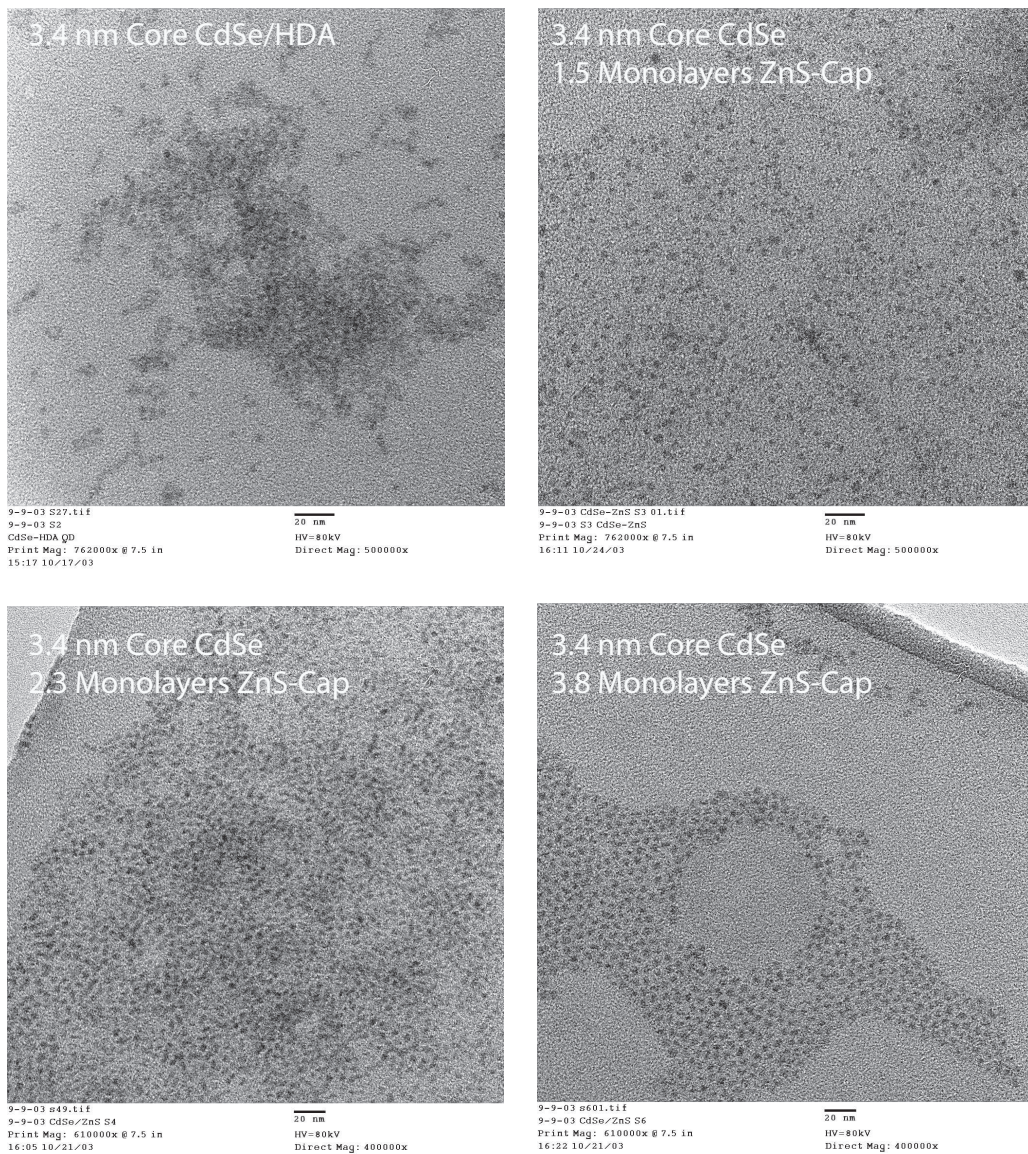 3.4 nm Core CdSe/HDA
9-9-03 S27.tif
9-9-03 S2
CdSe-HDA QD
Print Mag: 762000x @ 7.5 in
15:17 10/17/03
20 nm
HV=80kV
Direct Mag: 500000x
3.4 nm Core CdSe
1.5 Monolayers ZnS-Cap
9-9-03 CdSe-ZnS S3 01.tif
9-9-03 S3 CdSe-ZnS
Print Mag: 762000x @ 7.5 in
16:11 10/24/03
20 nm
HV=80kV
Direct Mag: 500000x
3.4 nm Core CdSe
2.3 Monolayers ZnS-Cap
9-9-03 s49.tif
9-9-03 CdSe/ZnS S4
Print Mag: 610000x @ 7.5 in
16:05 10/21/03
20 nm
HV=80kV
Direct Mag: 400000x
3.4 nm Core CdSe
3.8 Monolayers ZnS-Cap
9-9-03 s601.tif
9-9-03 CdSe/ZnS S6
Print Mag: 610000x @ 7.5 in
16:22 10/21/03
20 nm
HV=80kV
Direct Mag: 400000x